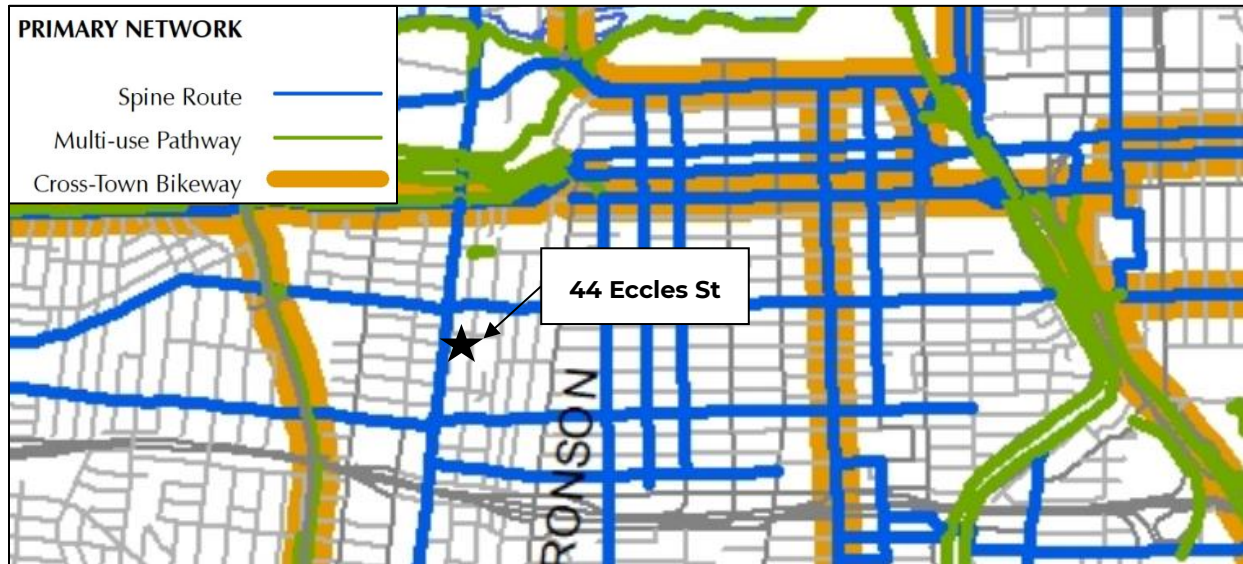 PRIMARY NETWORK
Spine Route
Multi-use Pathway
Cross-Town Bikeway
44 Eccles St
RONSON